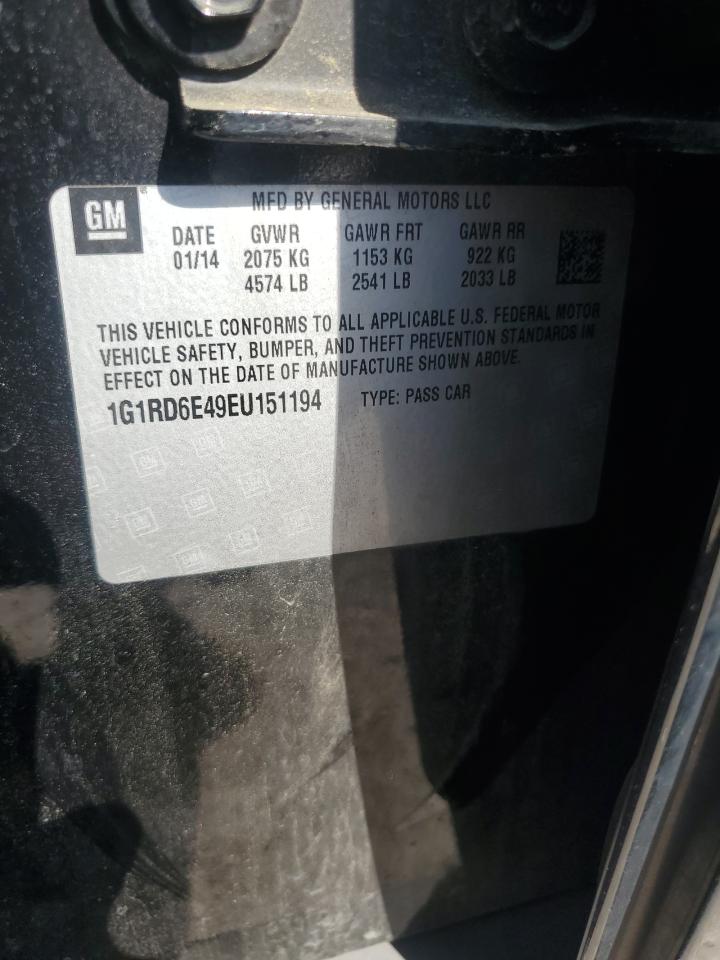 GM
MFD BY GENERAL MOTORS LLC
DATE GVWR GAWR FRT GAWR RR
01/14 2075 KG 1153 KG 922 KG
4574 LB 2541 LB 2033 LB
THIS VEHICLE CONFORMS TO ALL APPLICABLE U.S. FEDERAL MOTOR
VEHICLE SAFETY, BUMPER, AND THEFT PREVENTION STANDARDS IN
EFFECT ON THE DATE OF MANUFACTURE SHOWN ABOVE.
1G1RD6E49EU151194 TYPE: PASS CAR